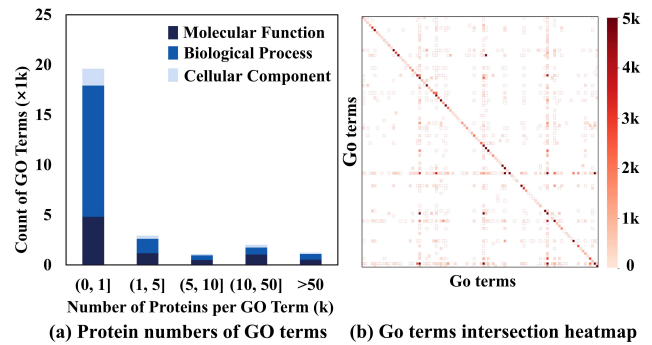 25
20
15
10
5
0
Count of GO Terms (×1k)
Molecular Function
Biological Process
Cellular Component
(0, 1]
(1, 5]
(5, 10]
(10, 50]
>50
Number of Proteins per GO Term (k)
(a) Protein numbers of GO terms
Go terms
Go terms
5k
4k
3k
2k
1k
0
(b) Go terms intersection heatmap